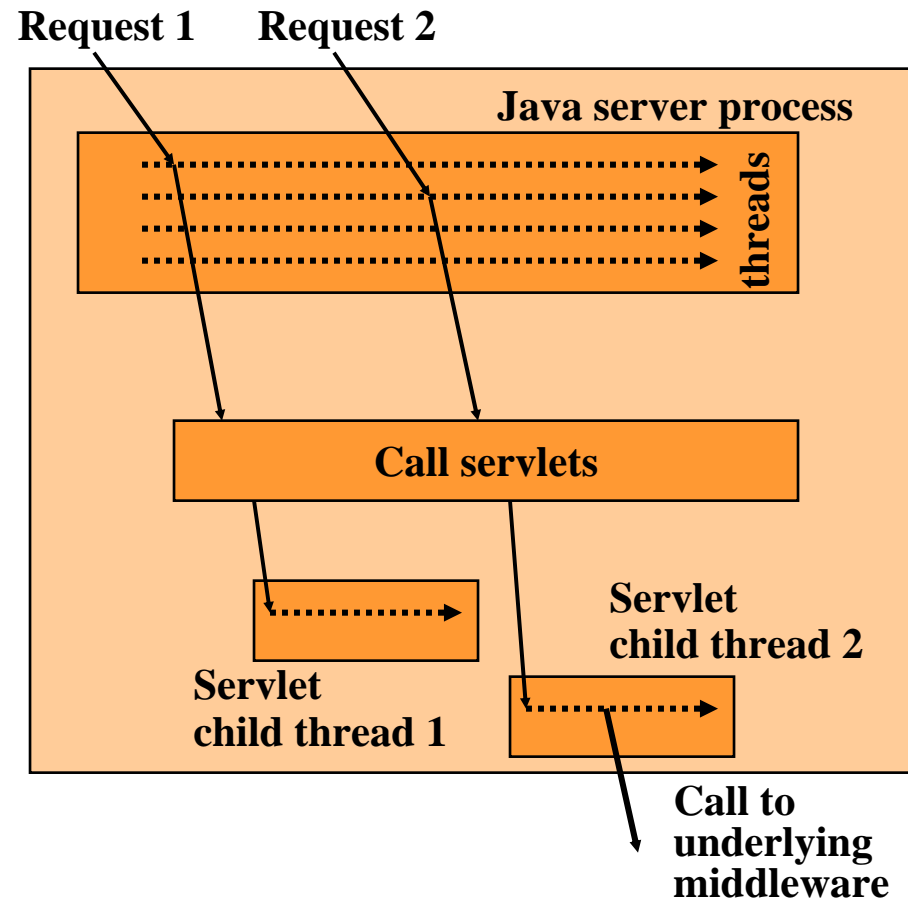 Request 1
Request 2
Java server process
threads
Call servlets
Servlet
child thread 1
Servlet
child thread 2
Call to
underlying
middleware